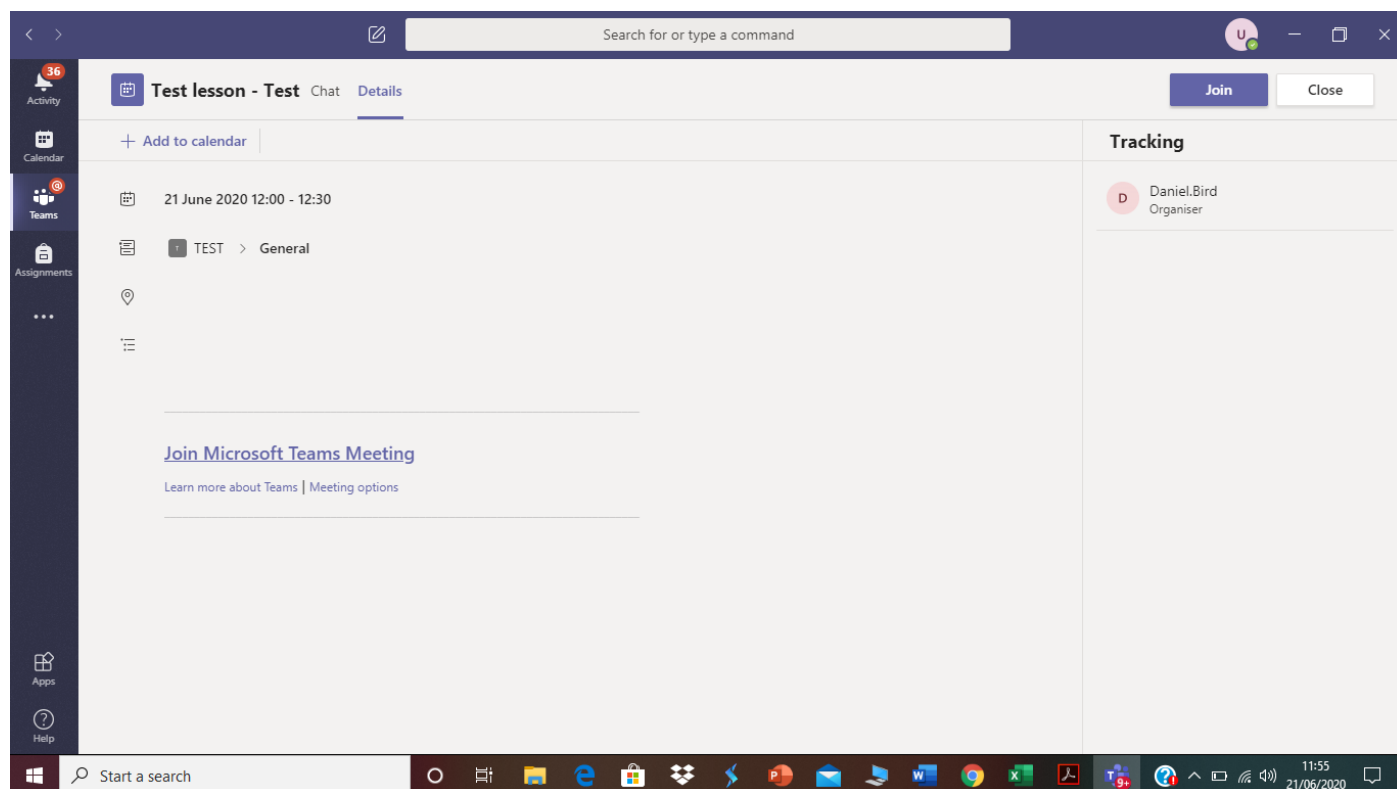 Search for or type a command
U
36
Activity
Test lesson - Test Chat Details
Join
Close
Calendar
+ Add to calendar
Tracking
@
Teams
21 June 2020 12:00 - 12:30
D
Daniel.Bird
Organiser
T TEST > General
Assignments
Join Microsoft Teams Meeting
Learn more about Teams | Meeting options
Apps
Help
Start a search
9+
11:55
21/06/2020